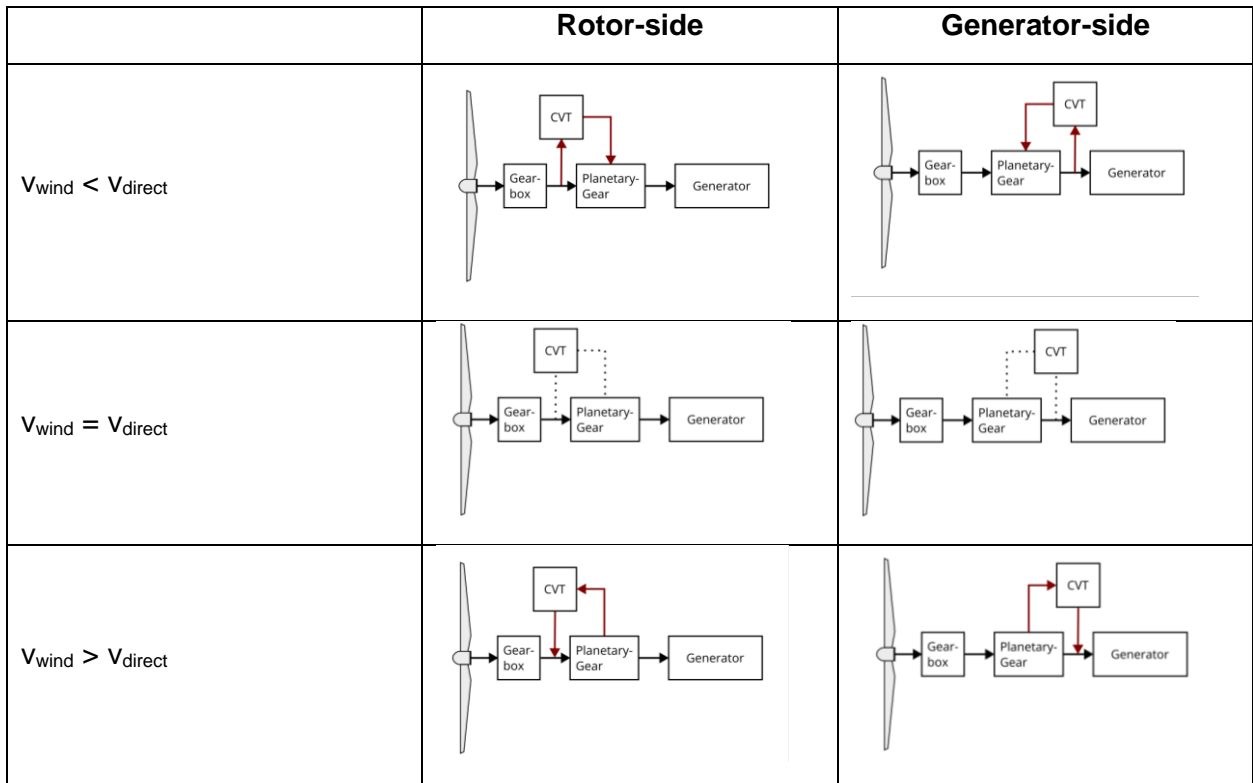 Rotor-side
Generator-side
vwind < vdirect
CVT
Gear-
box
Planetary-
Gear
Generator
CVT
Gear-
box
Planetary-
Gear
Generator
vwind = vdirect
CVT
Gear-
box
Planetary-
Gear
Generator
CVT
Gear-
box
Planetary-
Gear
Generator
vwind > vdirect
CVT
Gear-
box
Planetary-
Gear
Generator
CVT
Gear-
box
Planetary-
Gear
Generator